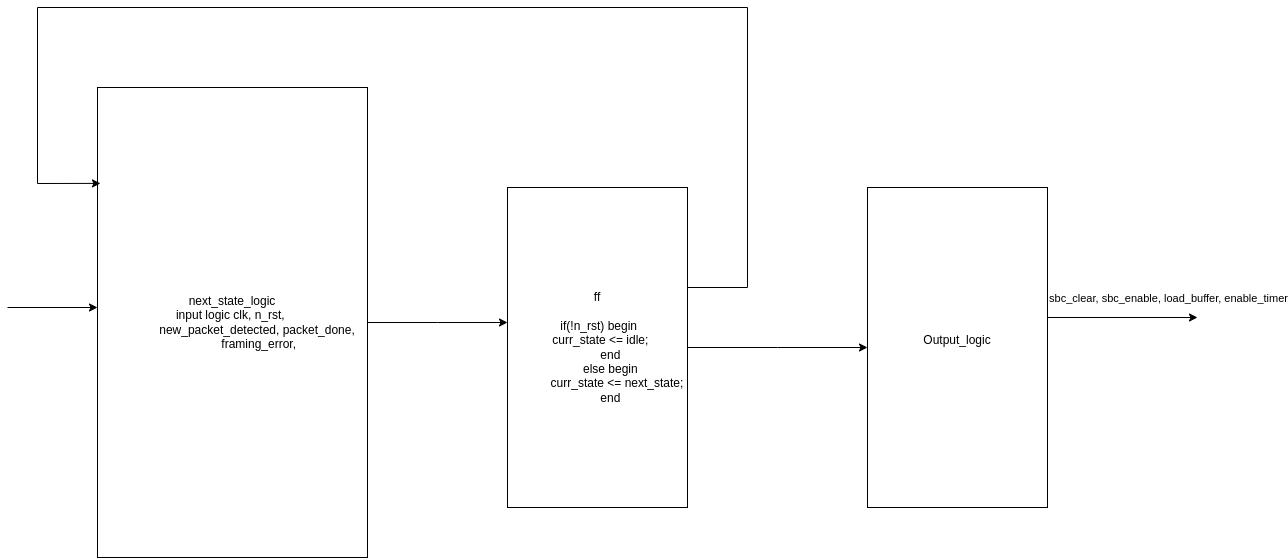 next_state_logic
input logic clk, n_rst,
new_packet_detected, packet_done,
framing_error,
ff
if(!n_rst) begin
curr_state <= idle;
end
else begin
curr_state <= next_state;
end
Output_logic
sbc_clear, sbc_enable, load_buffer, enable_timer